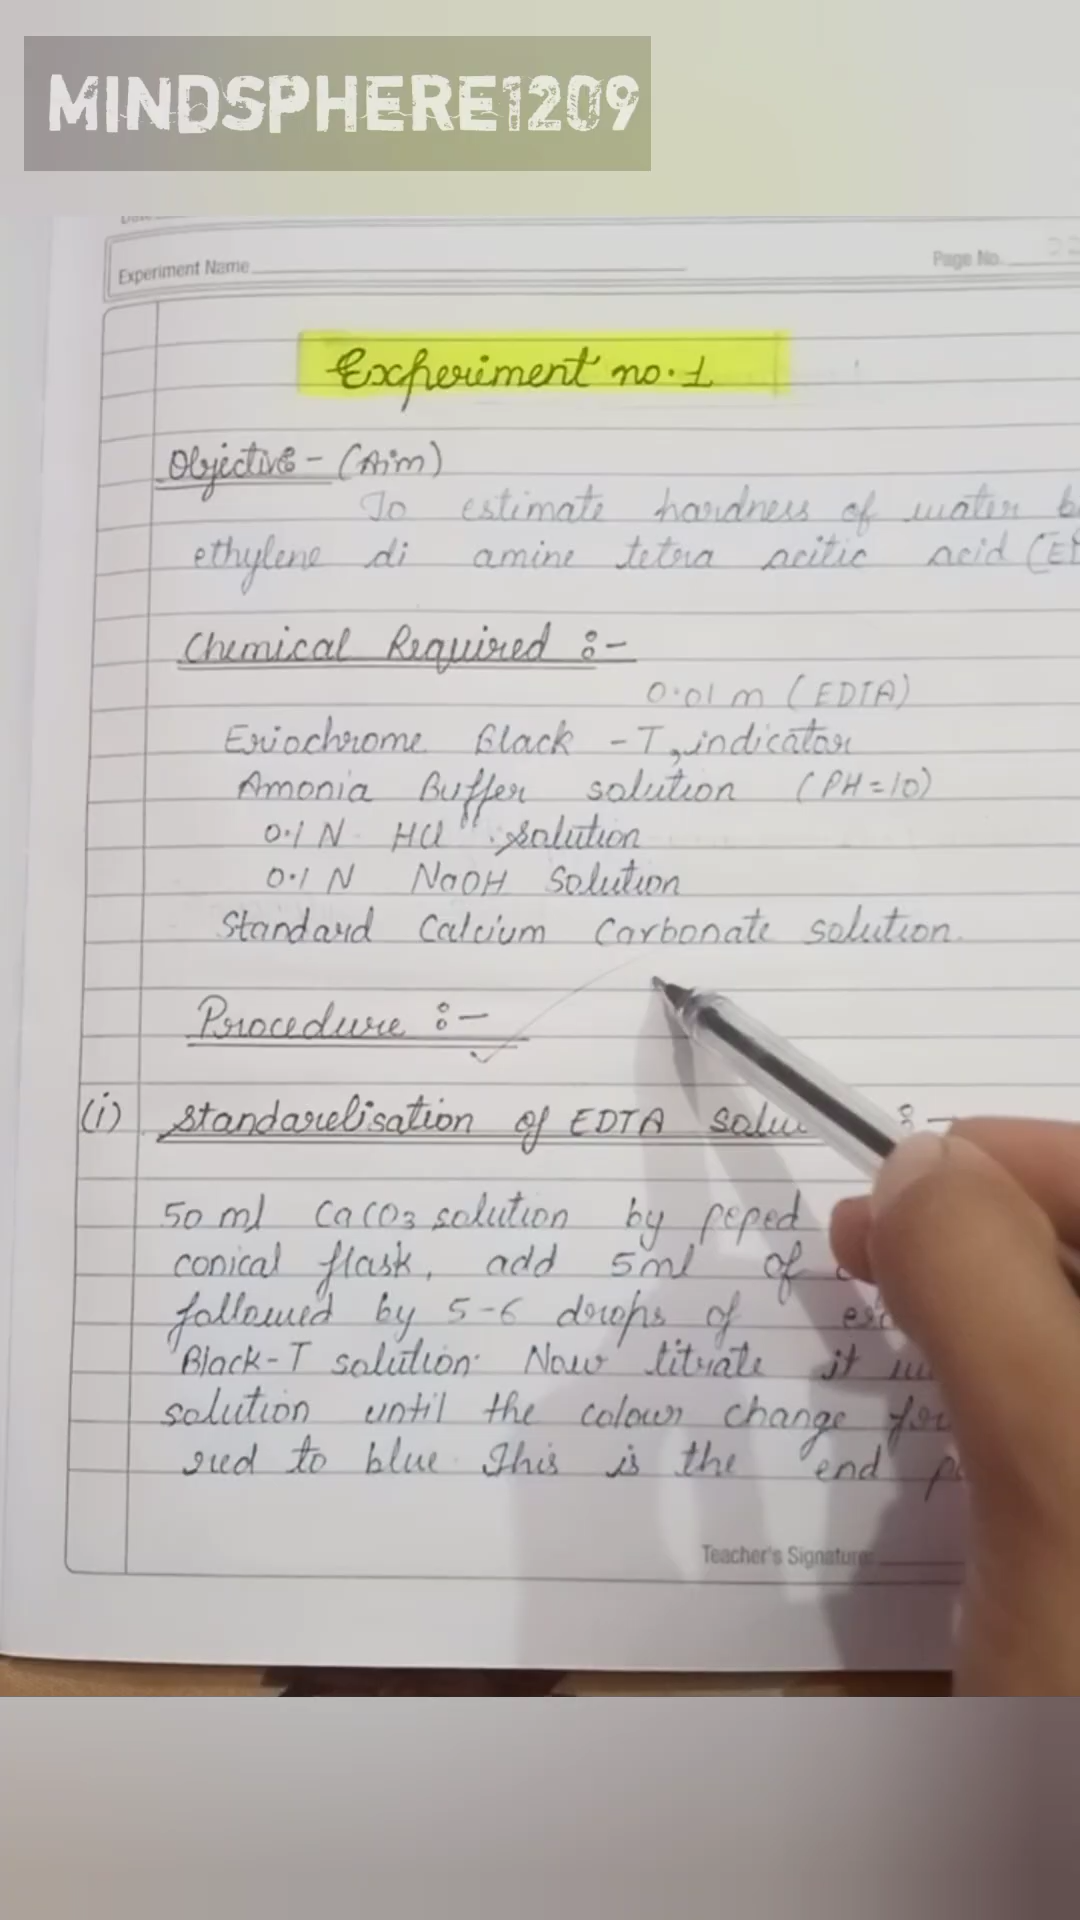 MINDSPHERE1209
Experiment Name
Page No.
Experiment no. 1
Objective - (Aim)
To estimate hardness of water
ethylene di amine tetra acitic acid
Chemical Required :-
0.01 m (EDTA)
Eriochrome Black - T, indicator
Amonia Buffer solution (PH=10)
0.1 N HCl solution
0.1 N NaOH Solution
Standard Calcium Carbonate solution.
Procedure :-
(i) Standarelisation of EDTA :-
50 ml CaCO3 solution by peped
conical flask, add 5ml of
followed by 5-6 drops of
Black-T solution. Now titrate it
solution until the colour change
red to blue. This is the end
Teacher's Signature